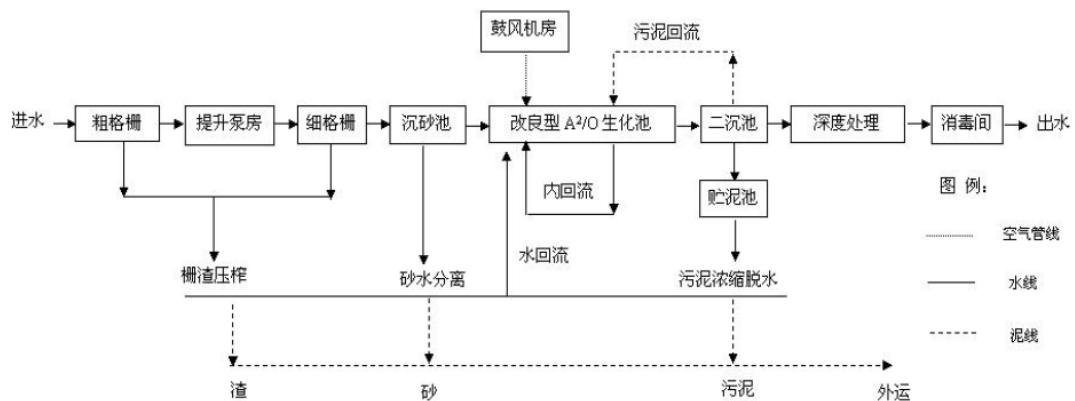 鼓风机房
污泥回流
进水
粗格栅
提升泵房
细格栅
沉砂池
改良型 A²/O 生化池
二沉池
深度处理
消毒间
出水
内回流
贮泥池
图 例：
空气管线
水回流
栅渣压榨
砂水分离
污泥浓缩脱水
水线
泥线
渣
砂
污泥
外运